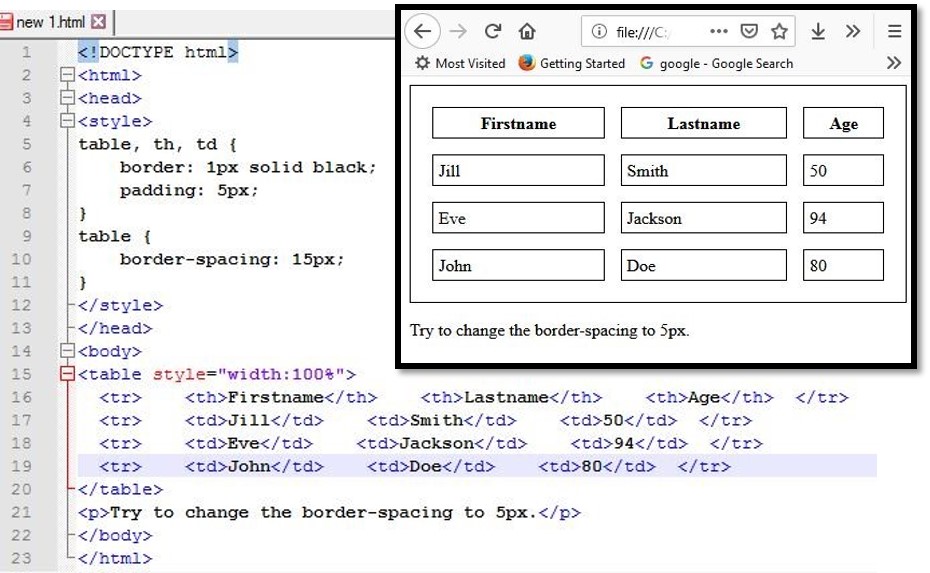 new 1.html
1 <!DOCTYPE html>
2 <html>
3 <head>
4 <style>
5 table, th, td {
6 border: 1px solid black;
7 padding: 5px;
8 }
9 table {
10 border-spacing: 15px;
11 }
12 </style>
13 </head>
14 <body>
15 <table style="width:100%">
16 <tr> <th>Firstname</th> <th>Lastname</th> <th>Age</th> </tr>
17 <tr> <td>Jill</td> <td>Smith</td> <td>50</td> </tr>
18 <tr> <td>Eve</td> <td>Jackson</td> <td>94</td> </tr>
19 <tr> <td>John</td> <td>Doe</td> <td>80</td> </tr>
20 </table>
21 <p>Try to change the border-spacing to 5px.</p>
22 </body>
23 </html>
file:///C:
Most Visited Getting Started G google - Google Search
Firstname Lastname Age
Jill Smith 50
Eve Jackson 94
John Doe 80
Try to change the border-spacing to 5px.